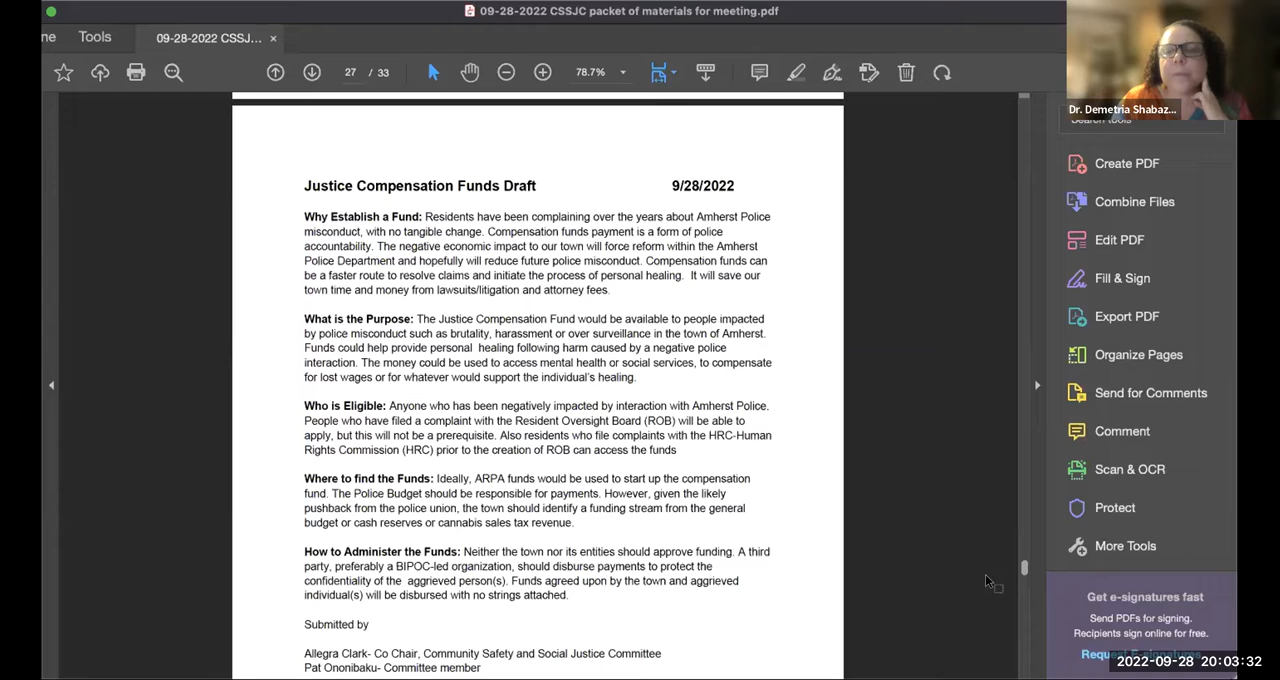 09-28-2022 CSSJC packet of materials for meeting.pdf
ne Tools 09-28-2022 CSSJ... ×
27 / 33 78.7%
Dr. Demetria Shabaz...
Search tools
Justice Compensation Funds Draft 9/28/2022
Why Establish a Fund: Residents have been complaining over the years about Amherst Police
misconduct, with no tangible change. Compensation funds payment is a form of police
accountability. The negative economic impact to our town will force reform within the Amherst
Police Department and hopefully will reduce future police misconduct. Compensation funds can
be a faster route to resolve claims and initiate the process of personal healing. It will save our
town time and money from lawsuits/litigation and attorney fees.
What is the Purpose: The Justice Compensation Fund would be available to people impacted
by police misconduct such as brutality, harassment or over surveillance in the town of Amherst.
Funds could help provide personal healing following harm caused by a negative police
interaction. The money could be used to access mental health or social services, to compensate
for lost wages or for whatever would support the individual's healing.
Who is Eligible: Anyone who has been negatively impacted by interaction with Amherst Police.
People who have filed a complaint with the Resident Oversight Board (ROB) will be able to
apply, but this will not be a prerequisite. Also residents who file complaints with the HRC-Human
Rights Commission (HRC) prior to the creation of ROB can access the funds
Where to find the Funds: Ideally, ARPA funds would be used to start up the compensation
fund. The Police Budget should be responsible for payments. However, given the likely
pushback from the police union, the town should identify a funding stream from the general
budget or cash reserves or cannabis sales tax revenue.
How to Administer the Funds: Neither the town nor its entities should approve funding. A third
party, preferably a BIPOC-led organization, should disburse payments to protect the
confidentiality of the aggrieved person(s). Funds agreed upon by the town and aggrieved
individual(s) will be disbursed with no strings attached.
Submitted by
Allegra Clark- Co Chair, Community Safety and Social Justice Committee
Pat Ononibaku- Committee member
Create PDF
Combine Files
Edit PDF
Fill & Sign
Export PDF
Organize Pages
Send for Comments
Comment
Scan & OCR
Protect
More Tools
Get e-signatures fast
Send PDFs for signing.
Recipients sign online for free.
Request E-signatures
2022-09-28 20:03:32